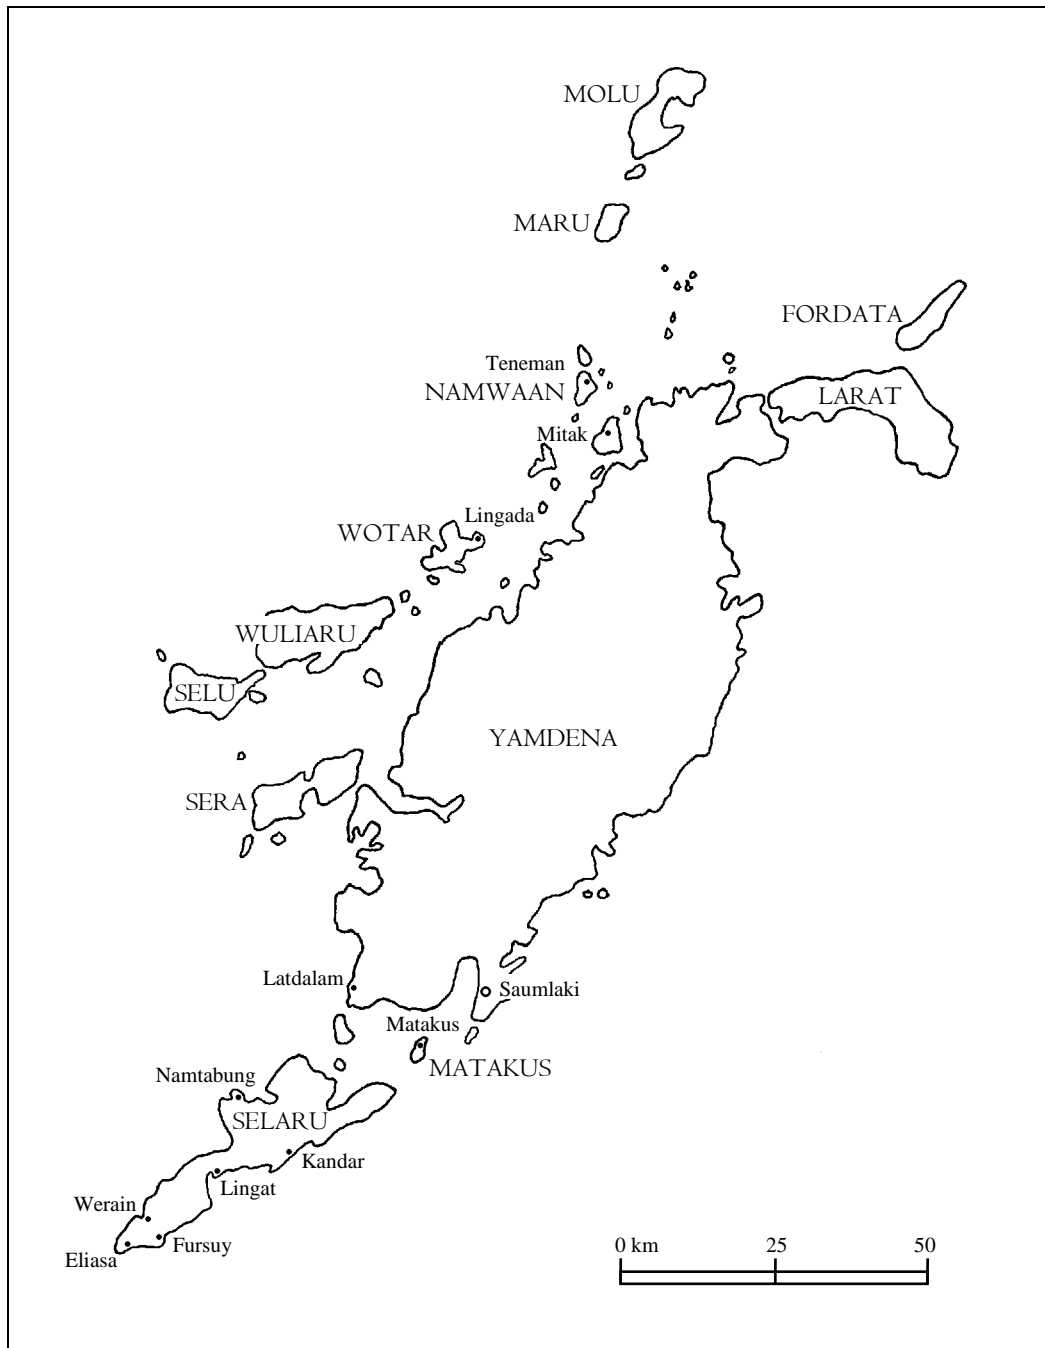 MOLU
MARU
FORDATA
Teneman
NAMWAAN
LARAT
Mitak
Lingada
WOTAR
WULIARU
SELU
YAMDENA
SERA
Latdalam
Saumlaki
Matakus
MATAKUS
Namtabung
SELARU
Kandar
Lingat
Werain
Fursuy
Eliasa
0 km 25 50